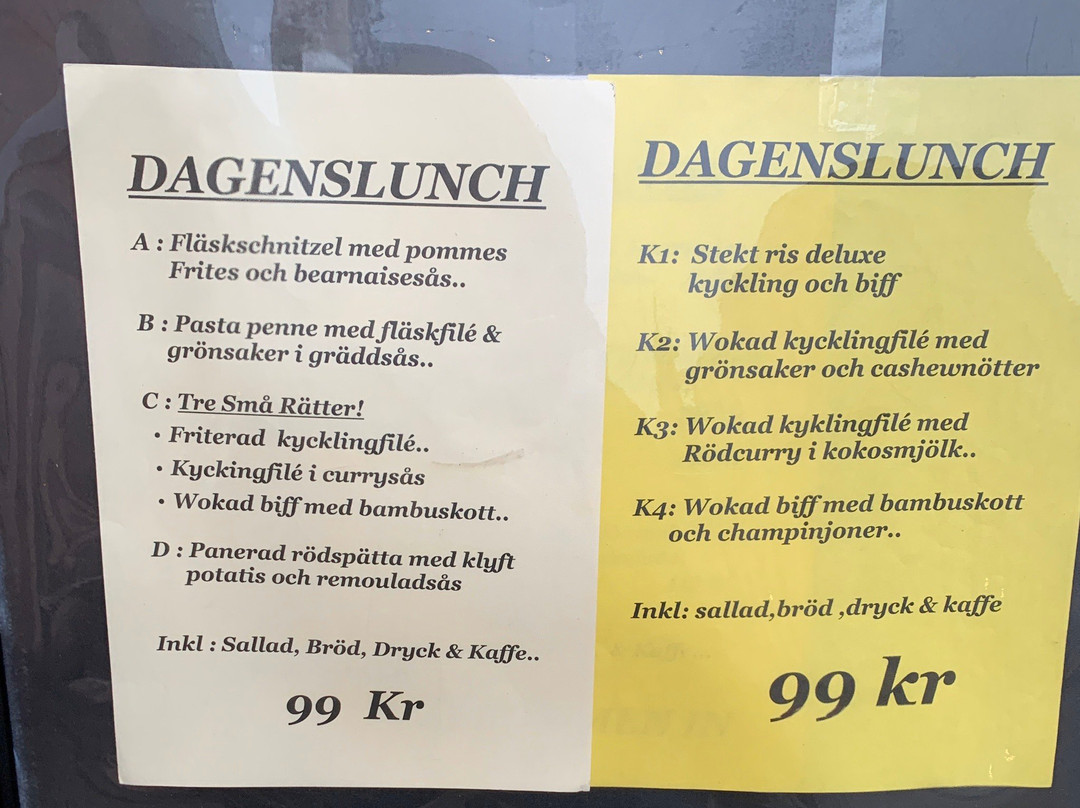 DAGENSLUNCH
A : Fläskschnitzel med pommes
Frites och bearnaisesås..
B : Pasta penne med fläskfilé &
grönsaker i gräddsås..
C : Tre Små Rätter!
• Friterad kycklingfilé..
• Kyckingfilé i currysås
• Wokad biff med bambuskott..
D : Panerad rödspätta med klyft
potatis och remouladsås
Inkl : Sallad, Bröd, Dryck & Kaffe..
99 Kr
DAGENSLUNCH
K1: Stekt ris deluxe
kyckling och biff
K2: Wokad kycklingfilé med
grönsaker och cashewnötter
K3: Wokad kyklingfilé med
Rödcurry i kokosmjölk..
K4: Wokad biff med bambuskott
och champinjoner..
Inkl: sallad,bröd ,dryck & kaffe
99 kr